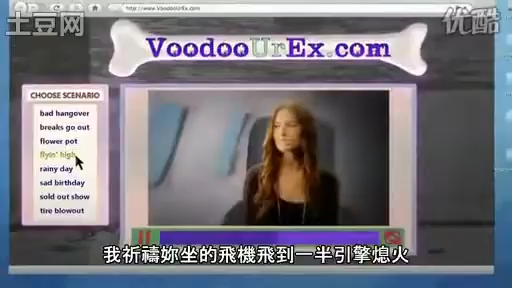 土豆网
优酷
http://www.VoodooUrEx.com
VoodooUrEx.com
CHOOSE SCENARIO
bad hangover
breaks go out
flower pot
flyin' high
rainy day
sad birthday
sold out show
tire blowout
我祈禱妳坐的飛機飛到一半引擎熄火